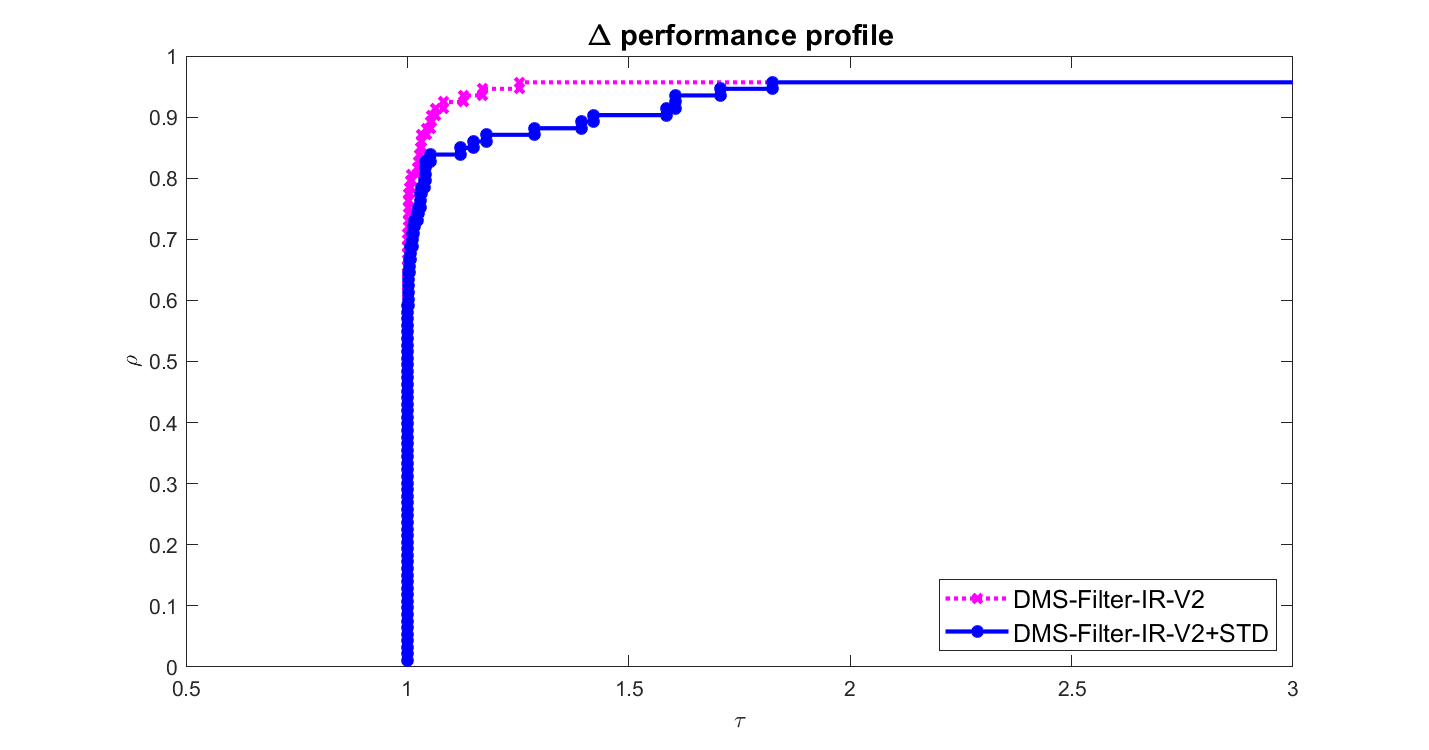 Δ performance profile
1
0.9
0.8
0.7
0.6
0.5
0.4
0.3
0.2
0.1
0
ρ
0.5 1 1.5 2 2.5 3
τ
DMS-Filter-IR-V2
DMS-Filter-IR-V2+STD